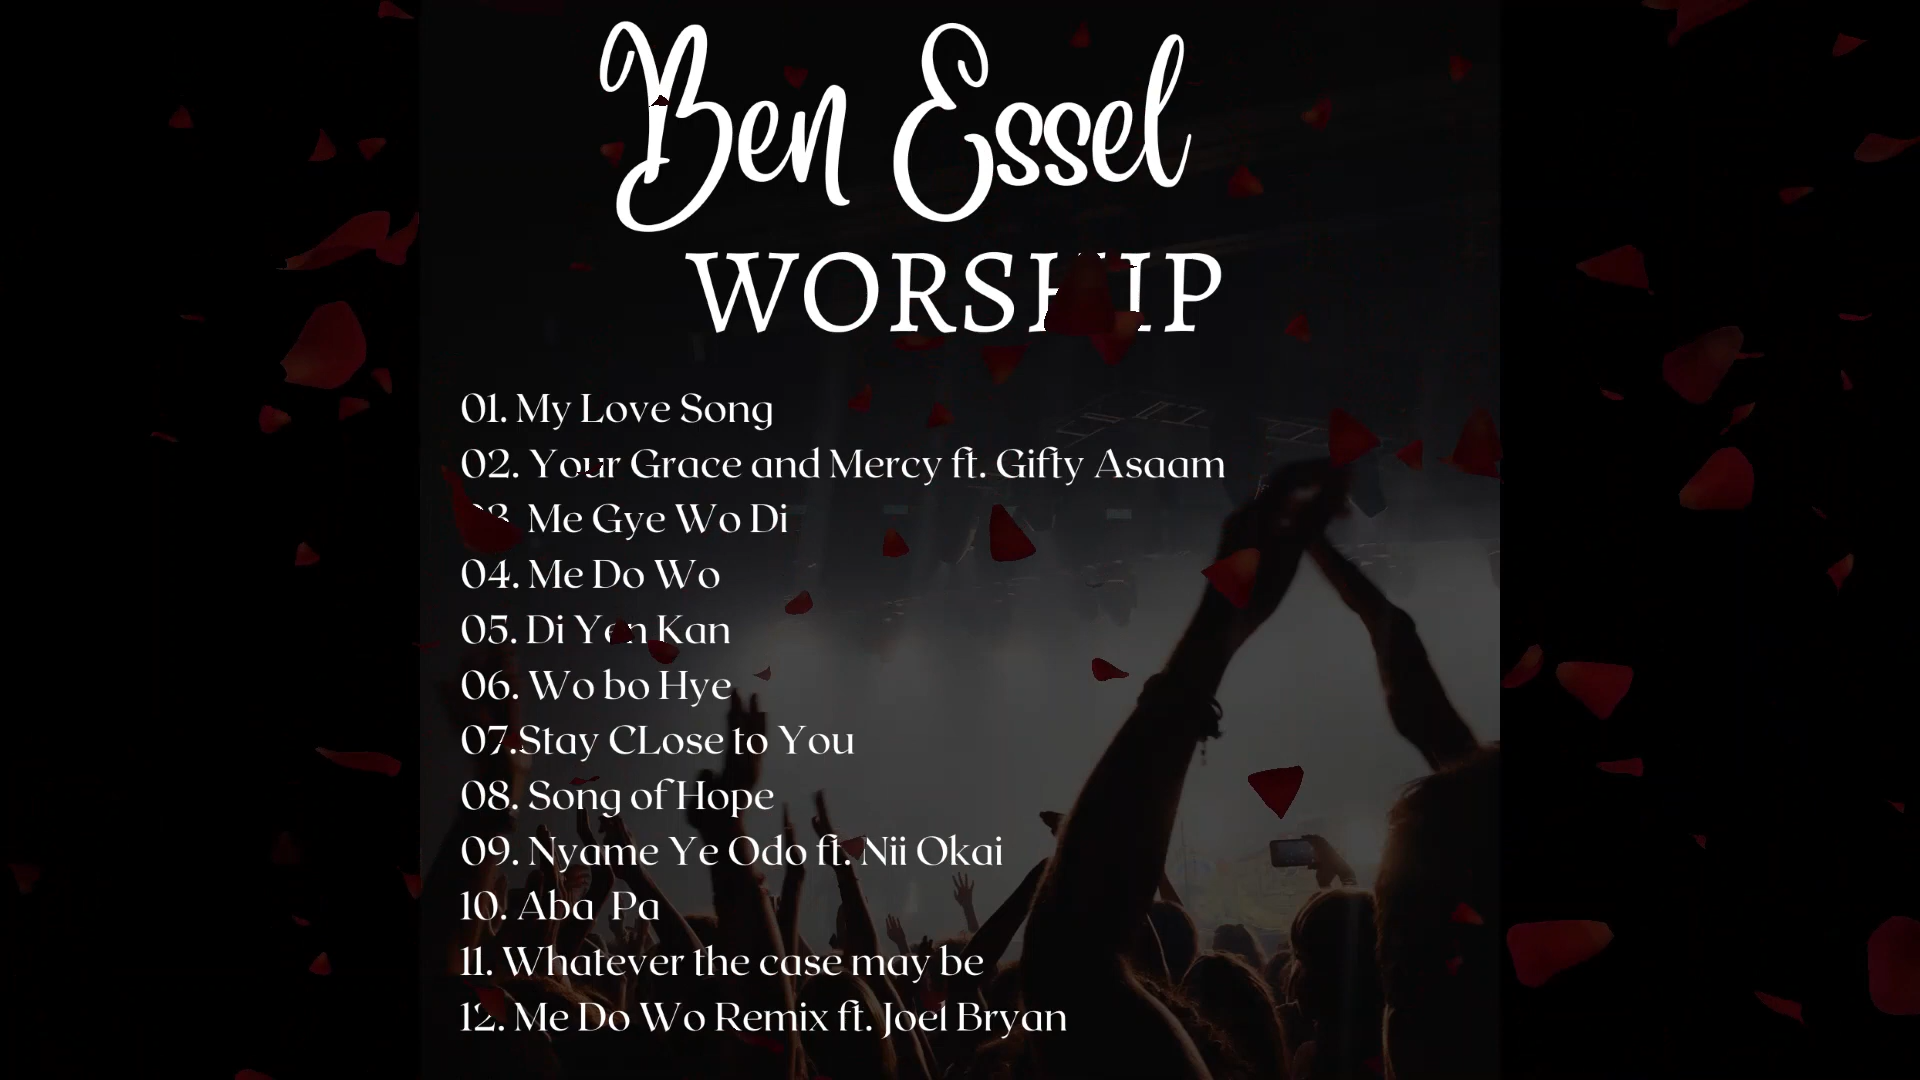 Ben Essel
WORSHIP
01. My Love Song
02. Your Grace and Mercy ft. Gifty Asaam
03. Me Gye Wo Di
04. Me Do Wo
05. Di Yen Kan
06. Wo bo Hye
07.Stay CLose to You
08. Song of Hope
09. Nyame Ye Odo ft. Nii Okai
10. Aba Pa
11. Whatever the case may be
12. Me Do Wo Remix ft. Joel Bryan